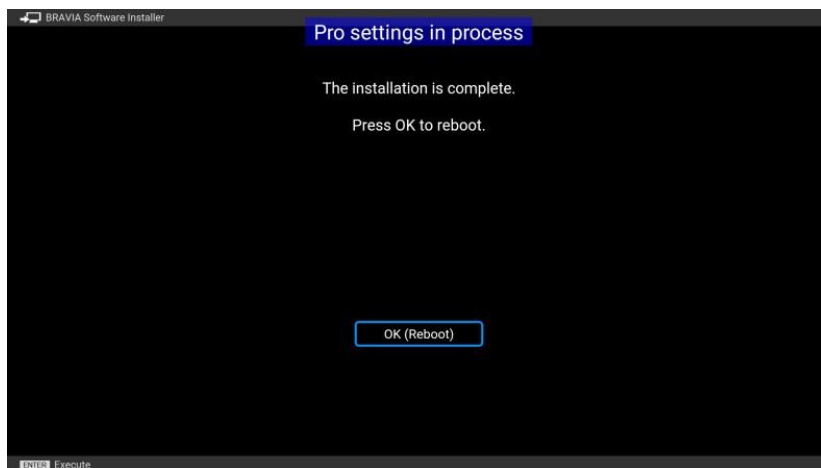 BRAVIA Software Installer
Pro settings in process
The installation is complete.
Press OK to reboot.
OK (Reboot)
ENTER Execute